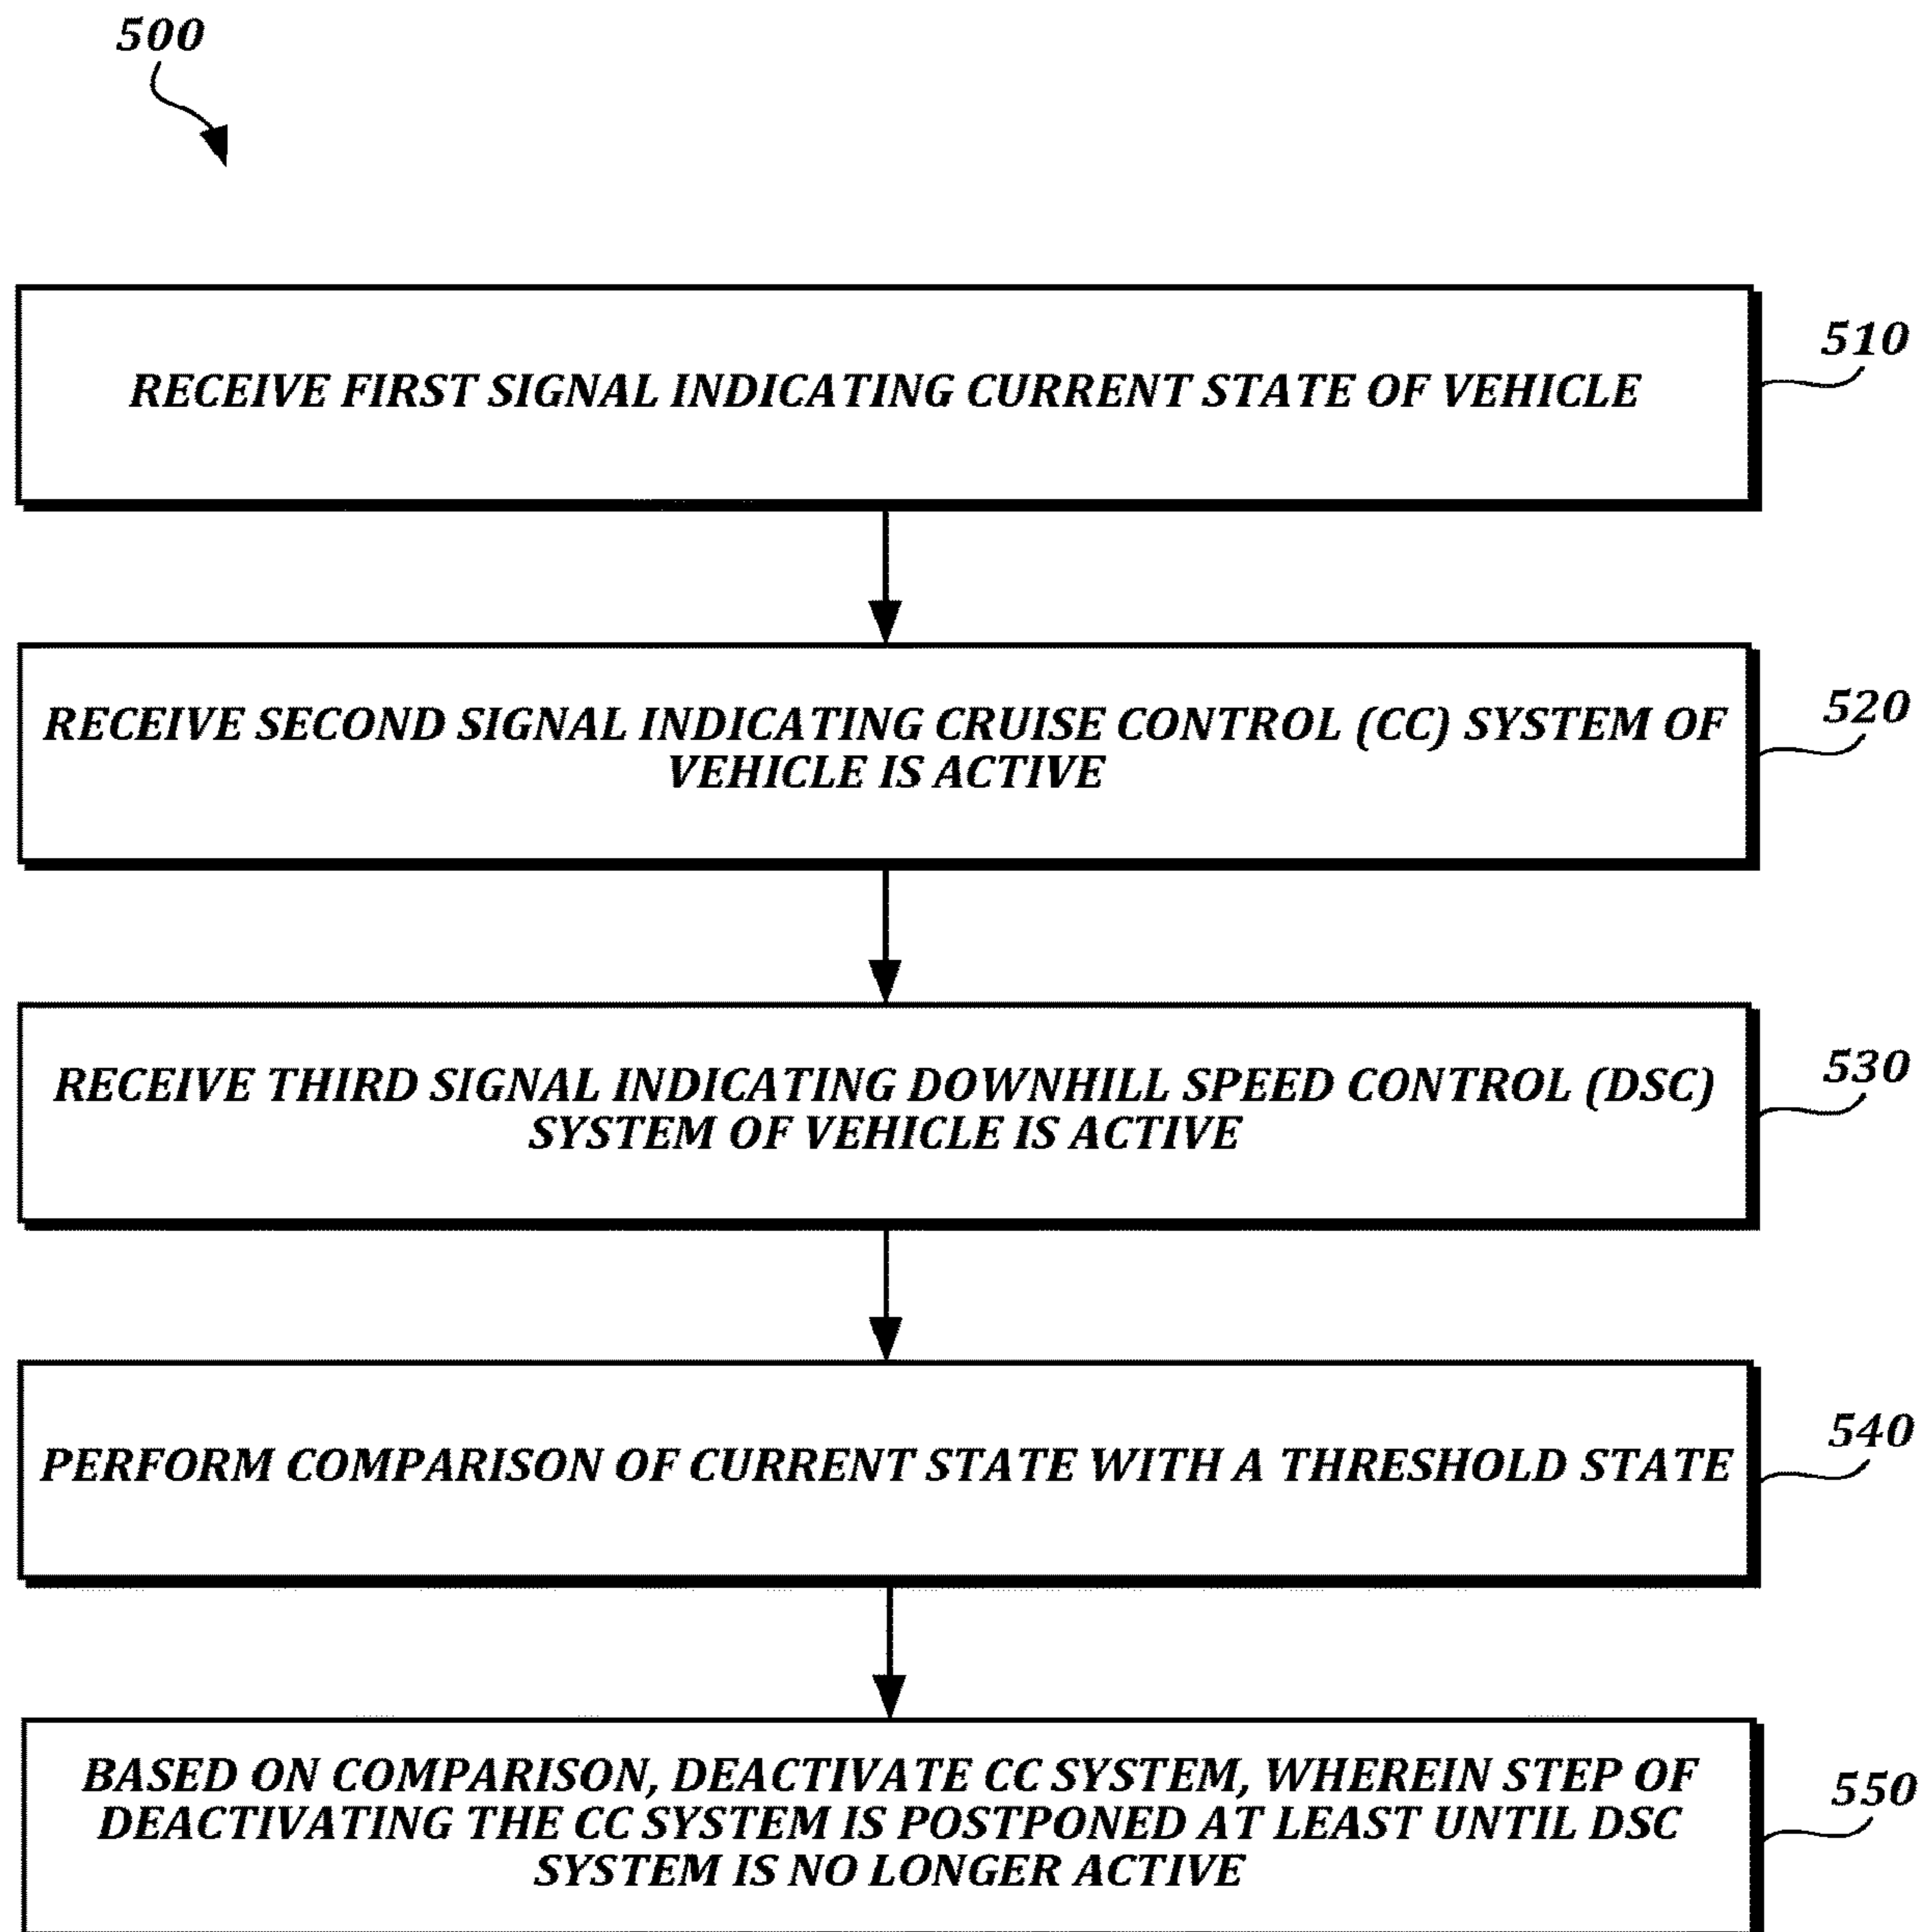 500
RECEIVE FIRST SIGNAL INDICATING CURRENT STATE OF VEHICLE
510
RECEIVE SECOND SIGNAL INDICATING CRUISE CONTROL (CC) SYSTEM OF
VEHICLE IS ACTIVE
520
RECEIVE THIRD SIGNAL INDICATING DOWNHILL SPEED CONTROL (DSC)
SYSTEM OF VEHICLE IS ACTIVE
530
PERFORM COMPARISON OF CURRENT STATE WITH A THRESHOLD STATE
540
BASED ON COMPARISON, DEACTIVATE CC SYSTEM, WHEREIN STEP OF
DEACTIVATING THE CC SYSTEM IS POSTPONED AT LEAST UNTIL DSC
SYSTEM IS NO LONGER ACTIVE
550